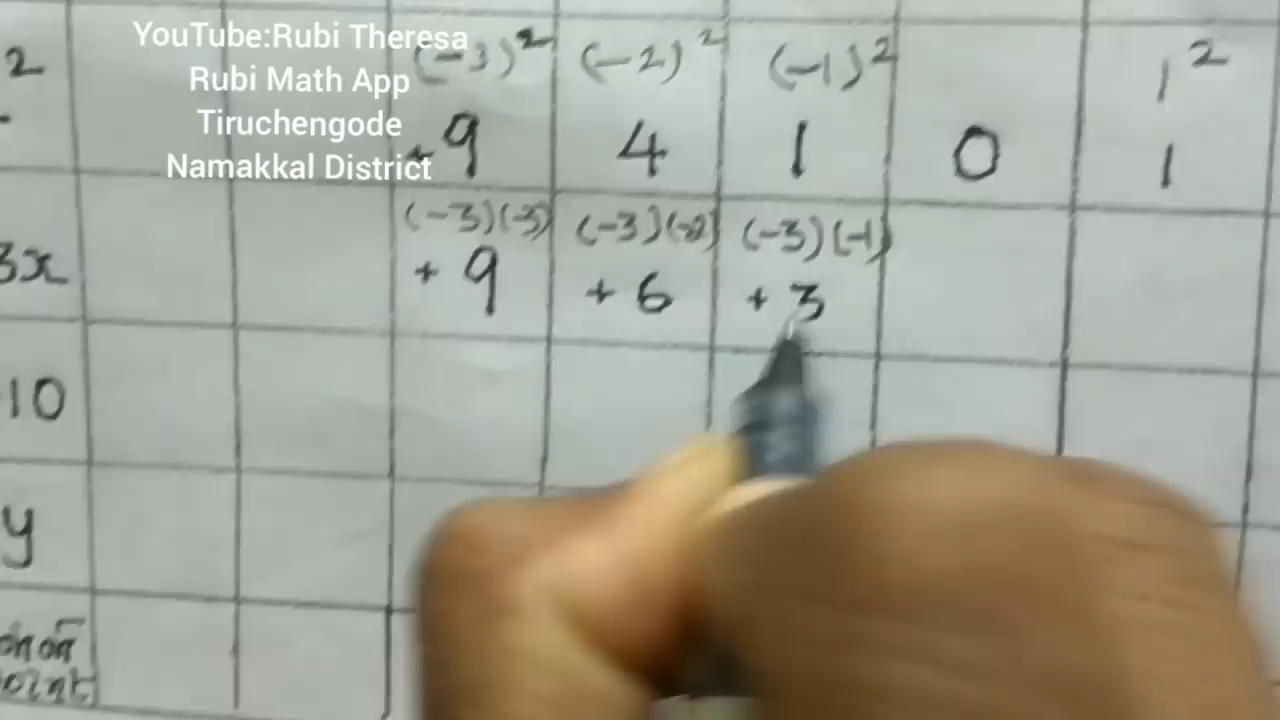 YouTube:Rubi Theresa
Rubi Math App
Tiruchengode
Namakkal District
2 (-3)² (-2)² (-1)² 1²
+9 4 1 0 1
(-3)(-3) (-3)(-2) (-3)(-1)
3x +9 +6 +3
-10
y